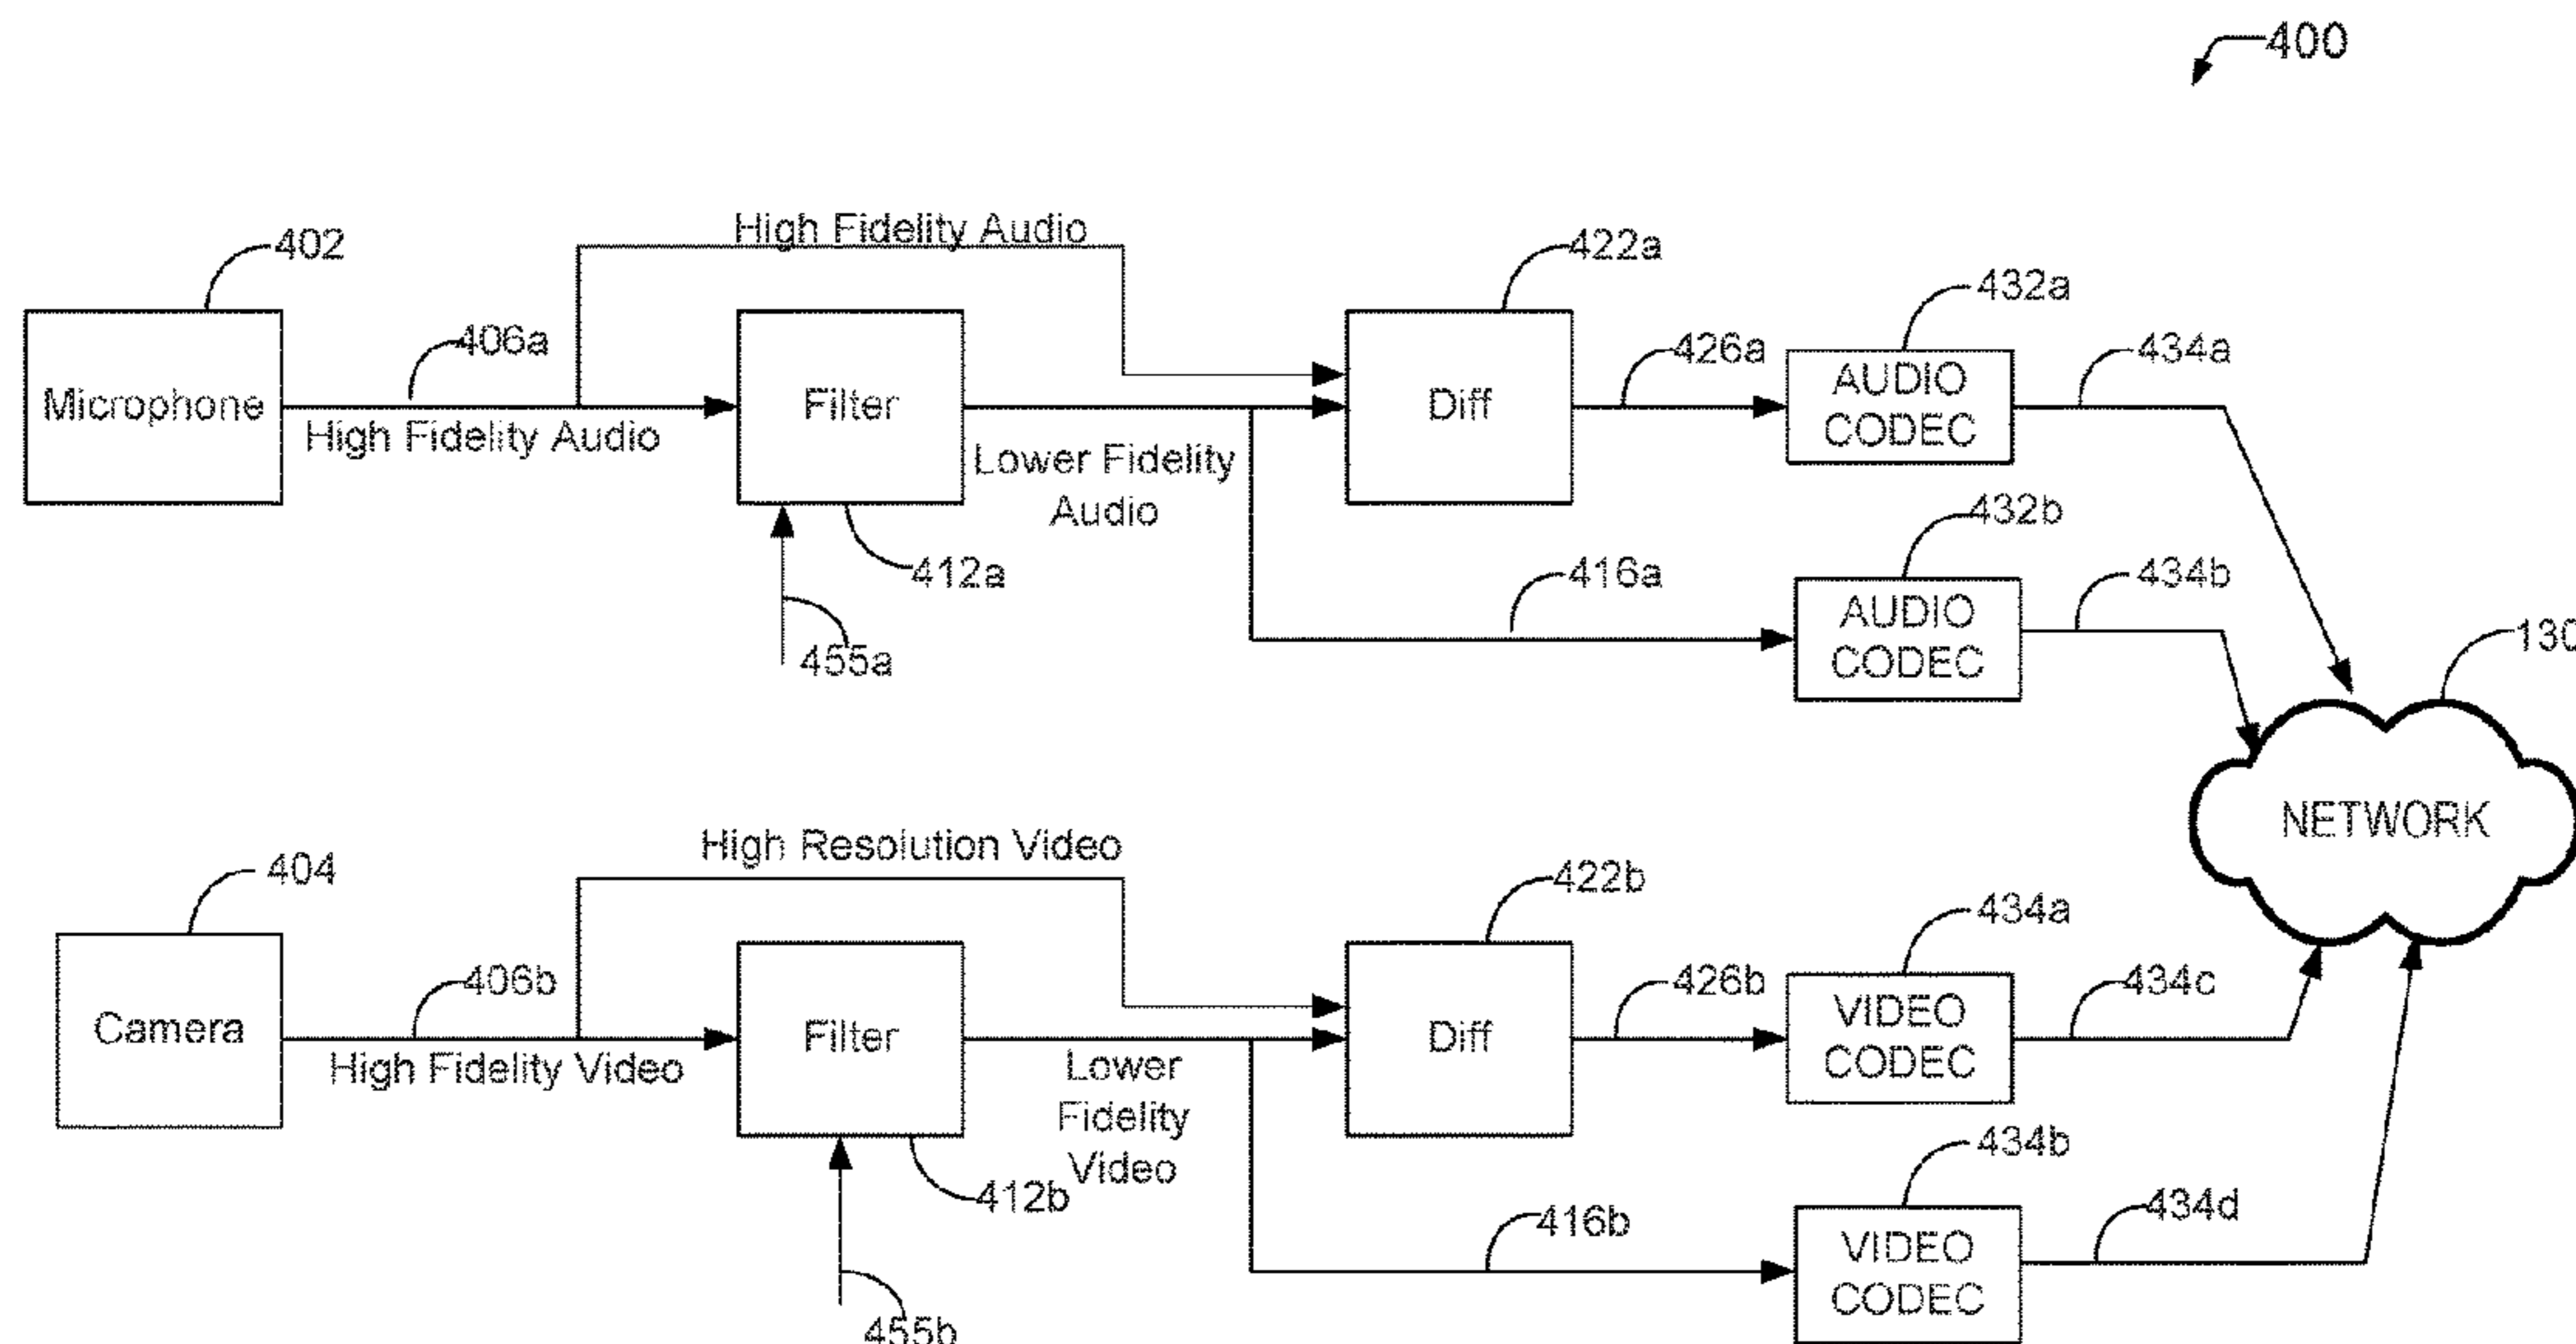 400
High Fidelity Audio
402
422a
432a
406a
426a
434a
Microphone
Filter
Diff
AUDIO
CODEC
High Fidelity Audio
Lower Fidelity
Audio
432b
412a
416a
434b
AUDIO
CODEC
455a
130
NETWORK
High Resolution Video
404
422b
434a
406b
426b
434c
Camera
Filter
Diff
VIDEO
CODEC
High Fidelity Video
Lower
Fidelity
Video
434b
412b
416b
434d
VIDEO
CODEC
455b